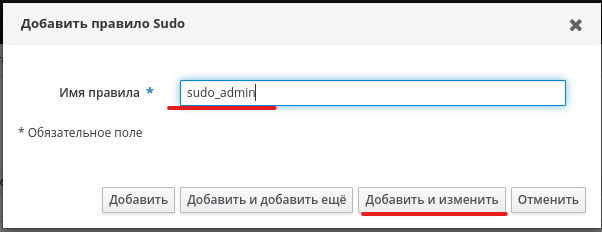 Добавить правило Sudo
Имя правила *
sudo_admin
* Обязательное поле
Добавить
Добавить и добавить ещё
Добавить и изменить
Отменить